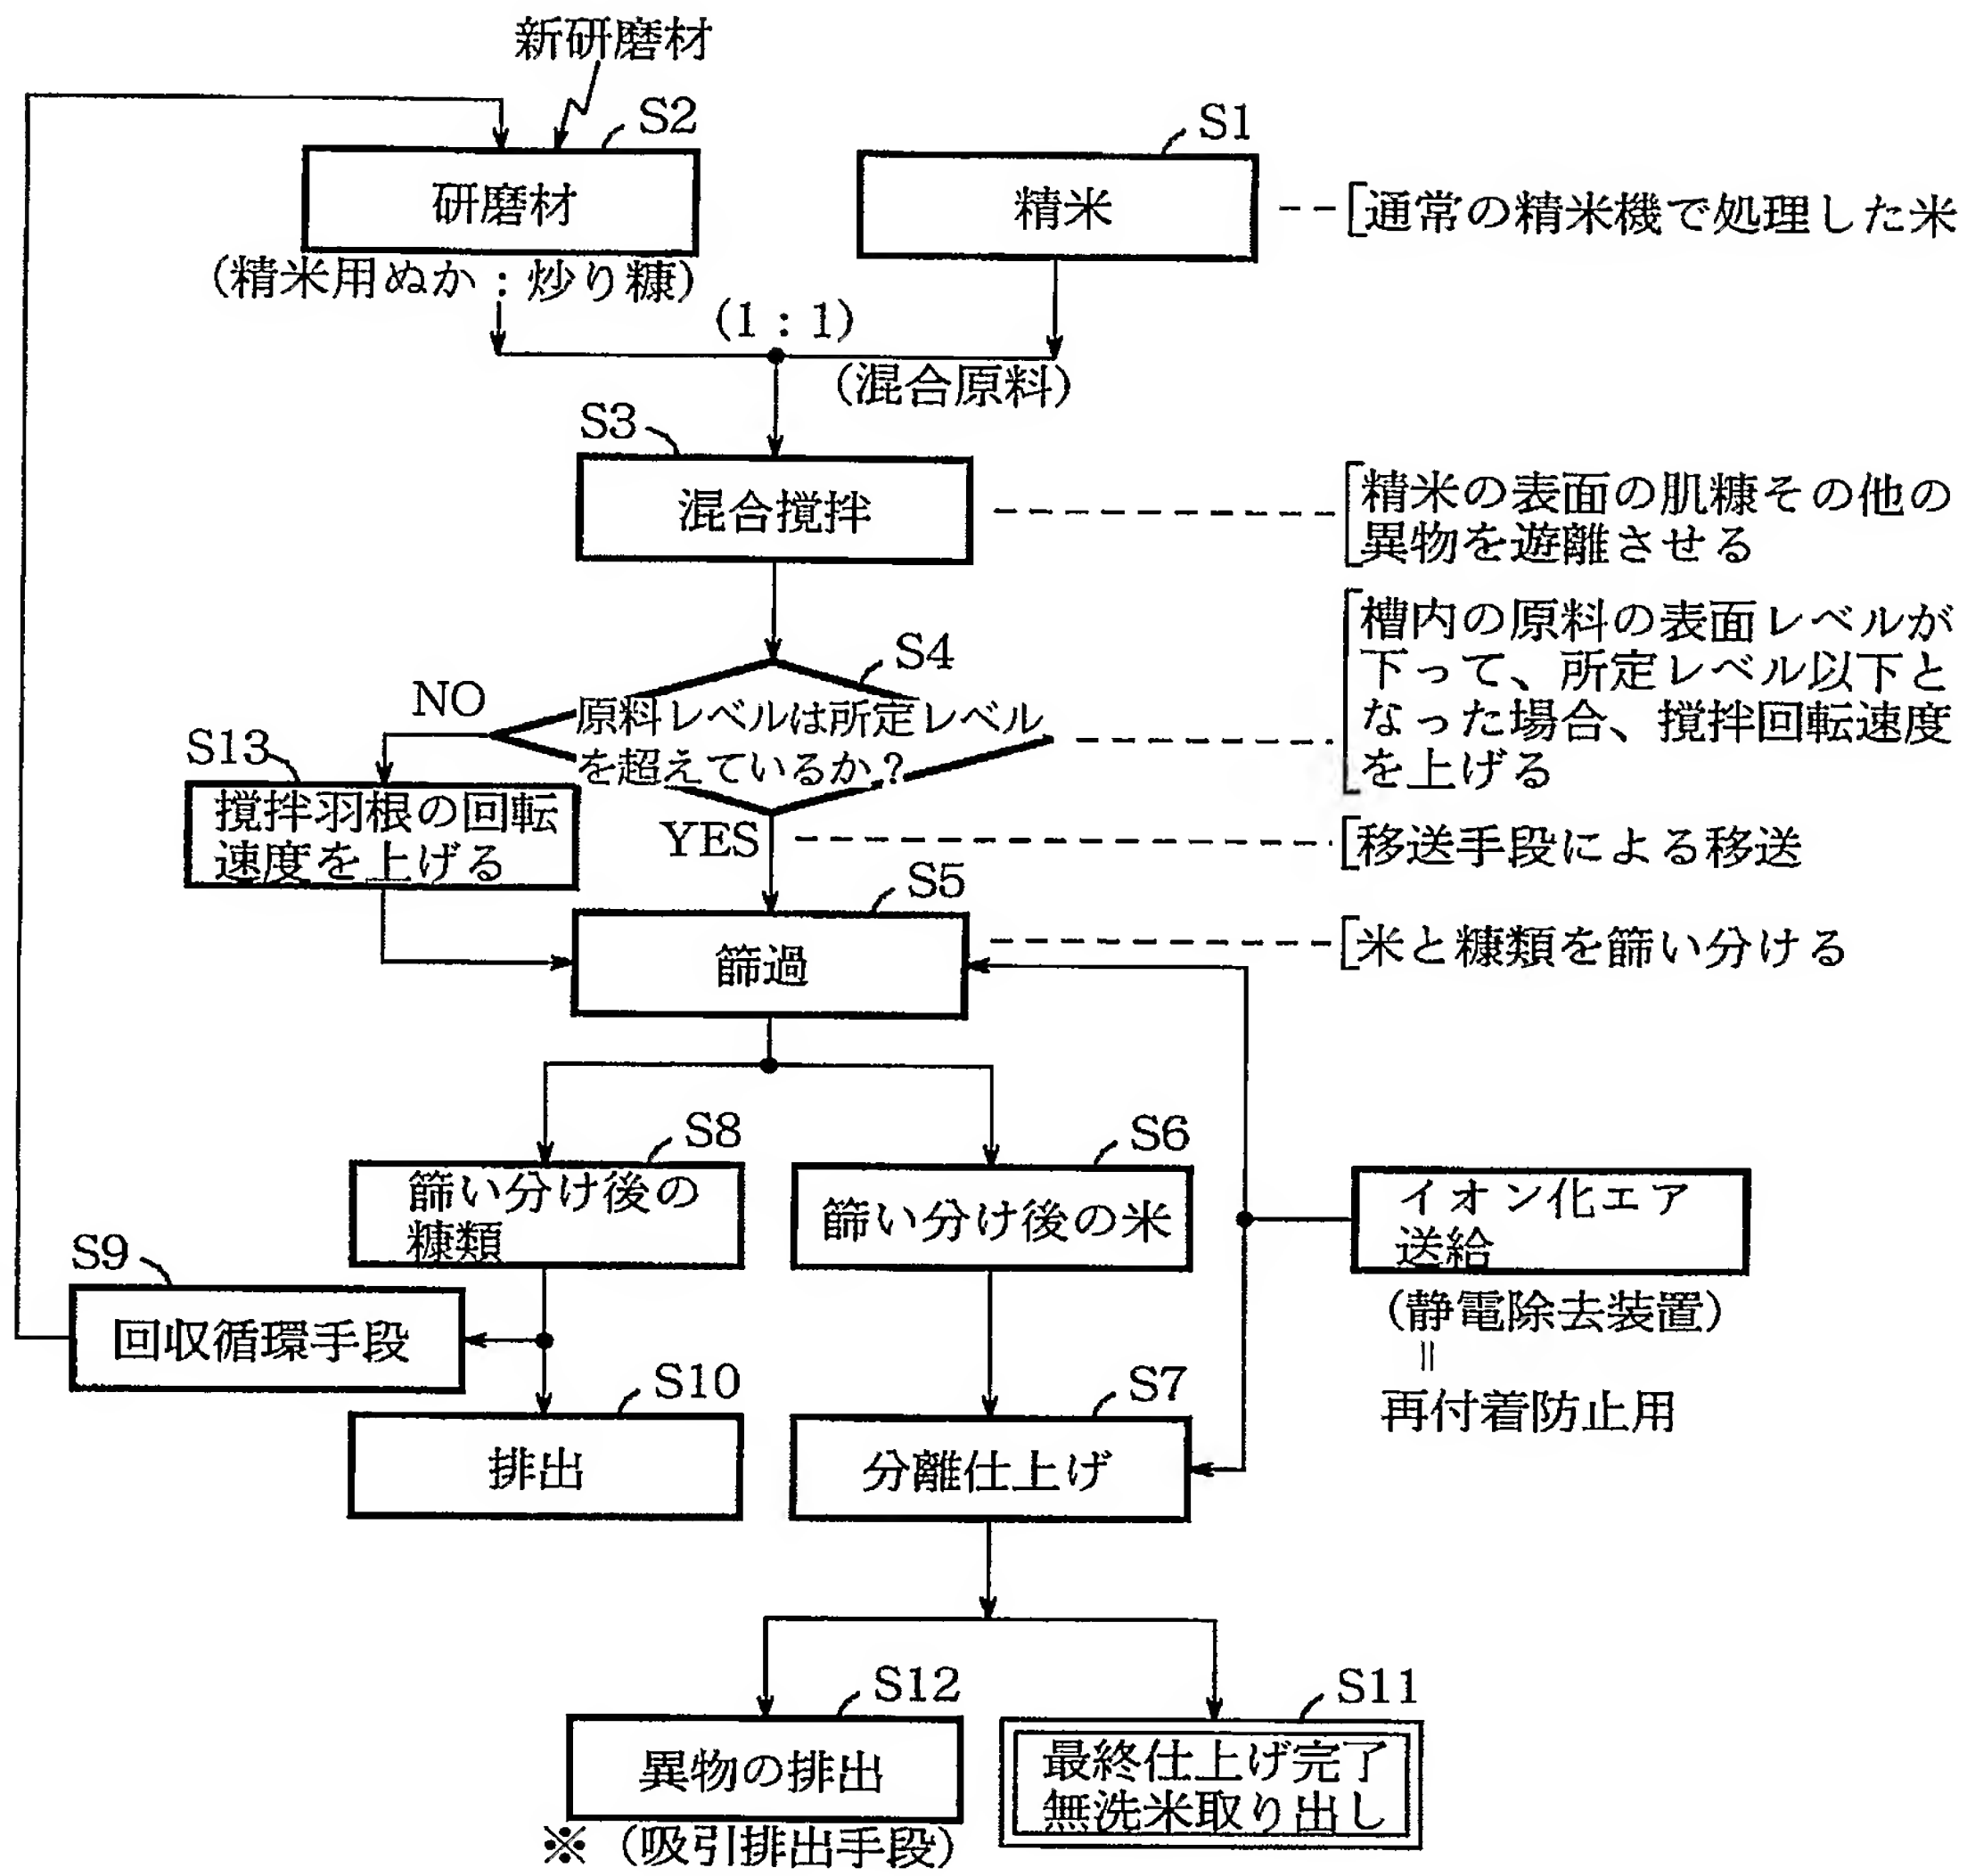 新研磨材
S2
S1
研磨材
精米
通常の精米機で処理した米
(精米用ぬか：炒り糠)
(1：1)
(混合原料)
S3
混合攪拌
精米の表面の肌糠その他の
異物を遊離させる
S4
NO
原料レベルは所定レベル
を超えているか?
槽内の原料の表面レベルが
下って、所定レベル以下と
なった場合、攪拌回転速度
を上げる
S13
攪拌羽根の回転
速度を上げる
YES
移送手段による移送
S5
篩過
米と糠類を篩い分ける
S8
S6
篩い分け後の
糠類
篩い分け後の米
イオン化エア
送給
(静電除去装置)
=
再付着防止用
S9
回収循環手段
S10
排出
S7
分離仕上げ
S12
異物の排出
※(吸引排出手段)
S11
最終仕上げ完了
無洗米取り出し